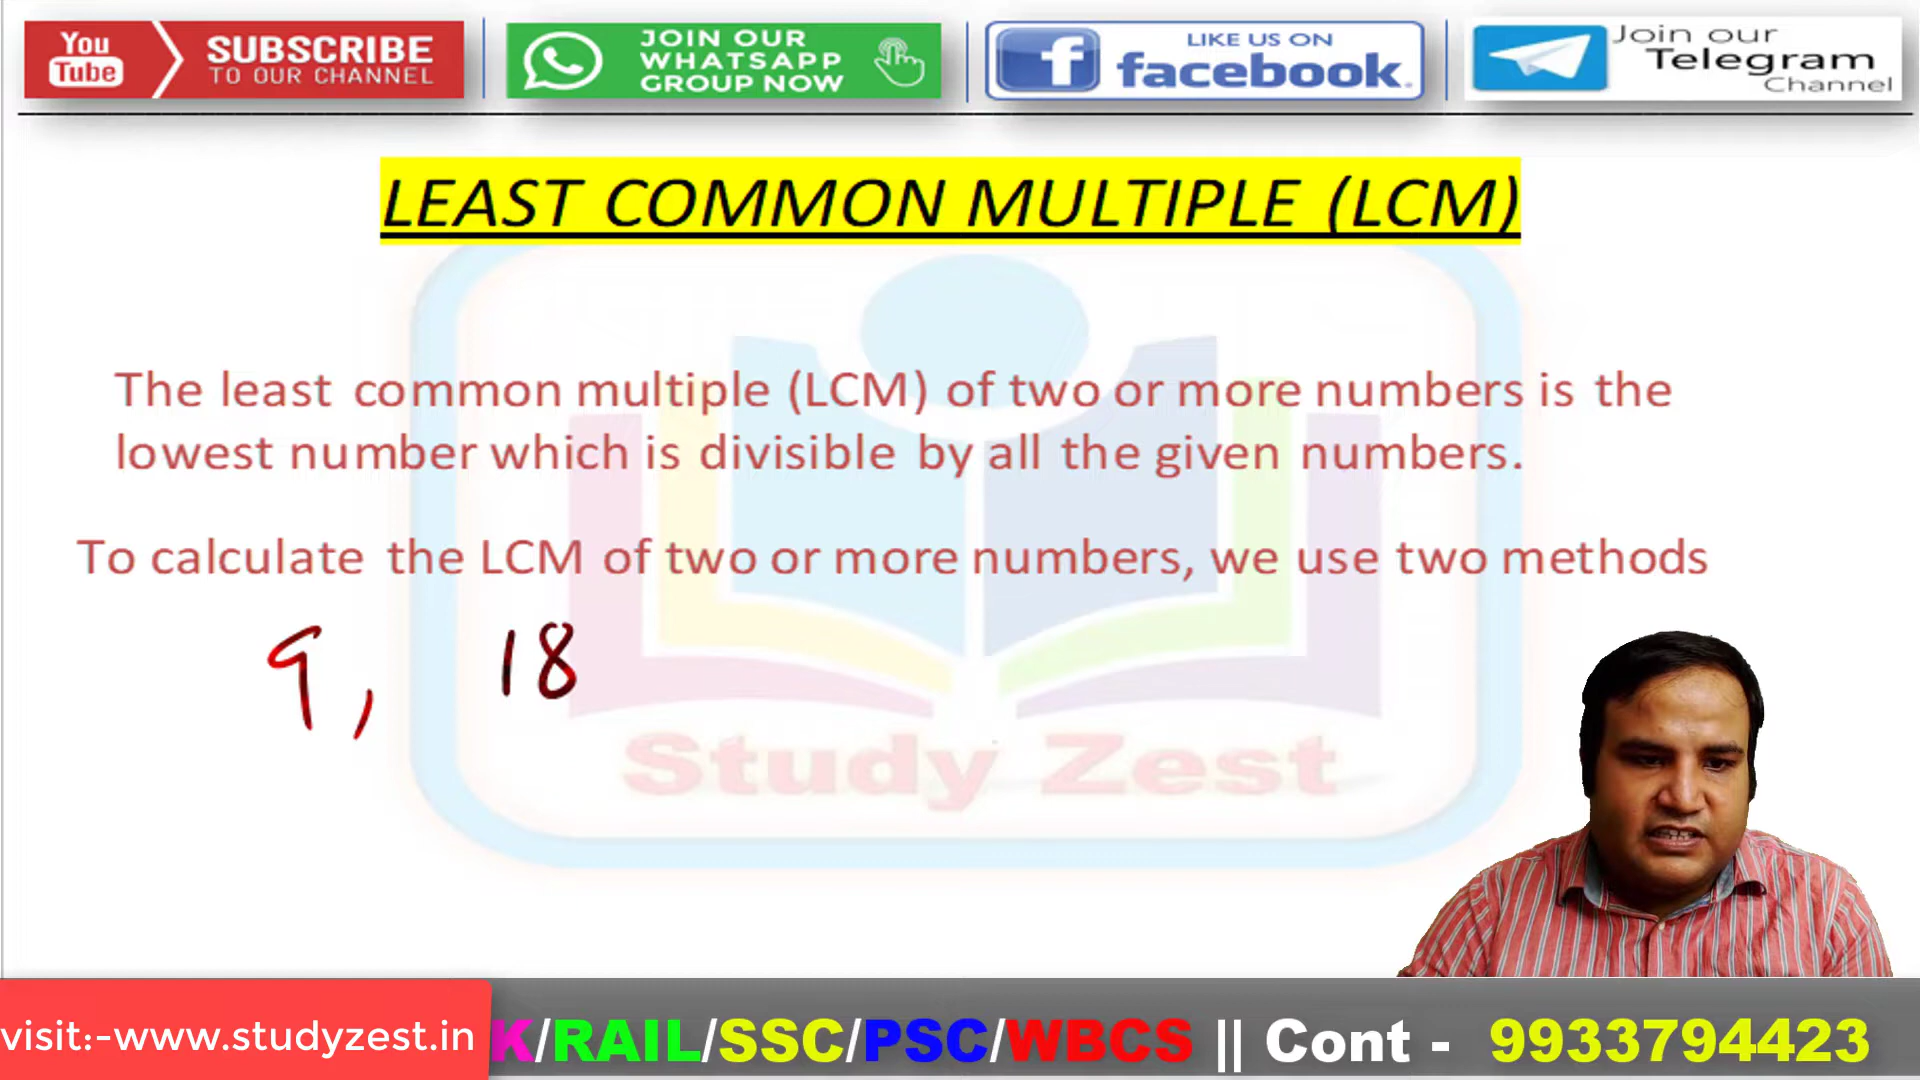 You Tube SUBSCRIBE TO OUR CHANNEL
JOIN OUR WHATSAPP GROUP NOW
LIKE US ON facebook.
Join our Telegram Channel
LEAST COMMON MULTIPLE (LCM)
The least common multiple (LCM) of two or more numbers is the
lowest number which is divisible by all the given numbers.
To calculate the LCM of two or more numbers, we use two methods
9, 18
Study Zest
visit:-www.studyzest.in K/RAIL/SSC/PSC/WBCS || Cont - 9933794423